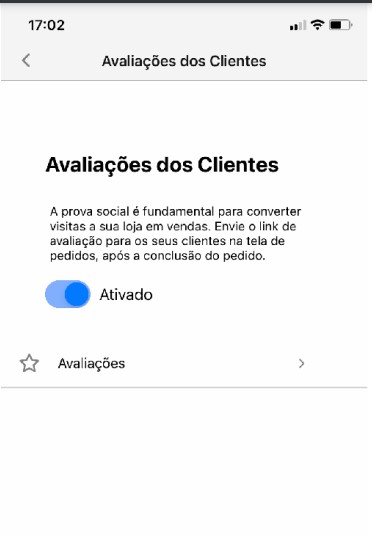 17:02
Avaliações dos Clientes
Avaliações dos Clientes
A prova social é fundamental para converter
visitas a sua loja em vendas. Envie o link de
avaliação para os seus clientes na tela de
pedidos, após a conclusão do pedido.
Ativado
Avaliações